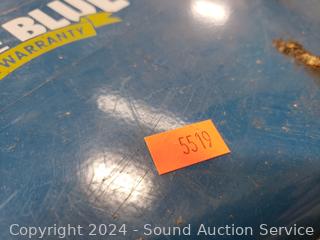 BLUE
WARRANTY
5519
Copyright 2024 - Sound Auction Service